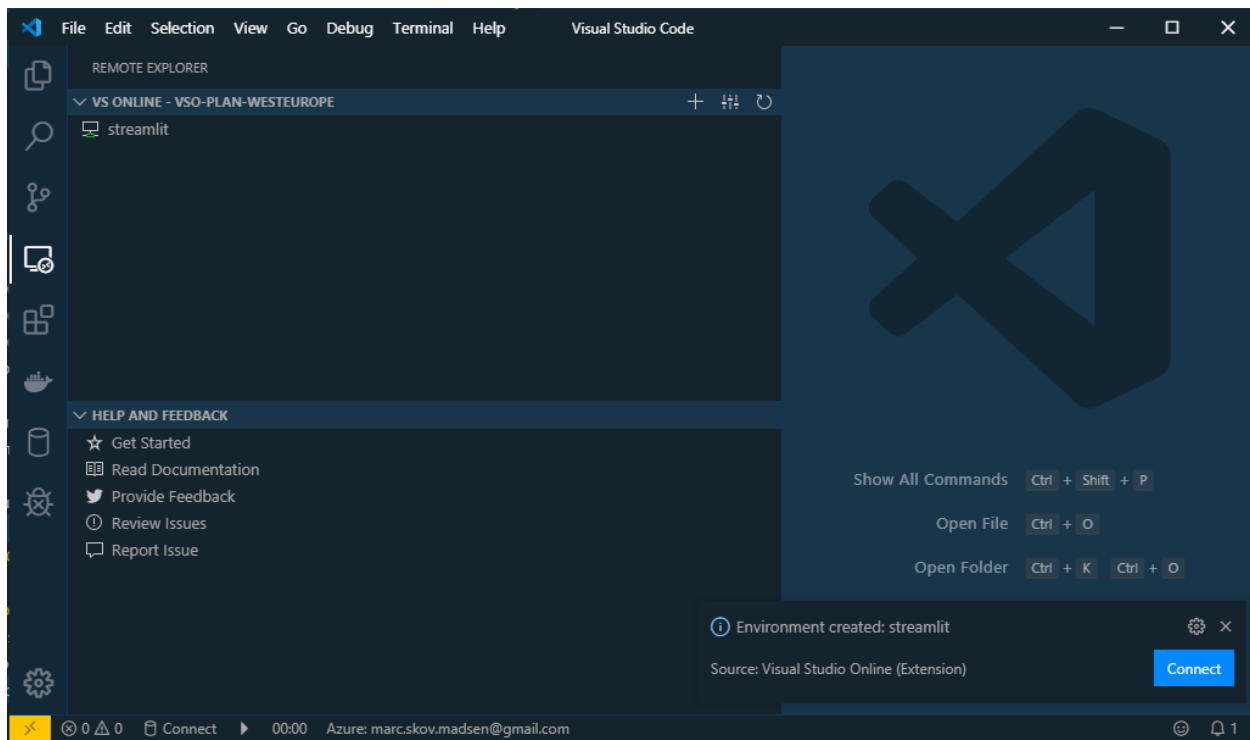 File Edit Selection View Go Debug Terminal Help Visual Studio Code
REMOTE EXPLORER
VS ONLINE - VSO-PLAN-WESTEUROPE
streamlit
HELP AND FEEDBACK
Get Started
Read Documentation
Provide Feedback
Review Issues
Report Issue
Show All Commands Ctrl + Shift + P
Open File Ctrl + O
Open Folder Ctrl + K Ctrl + O
Environment created: streamlit
Source: Visual Studio Online (Extension)
Connect
0 0 Connect 00:00 Azure: marc.skov.madsen@gmail.com 1